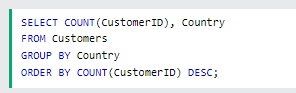 SELECT COUNT(CustomerID), Country
FROM Customers
GROUP BY Country
ORDER BY COUNT(CustomerID) DESC;